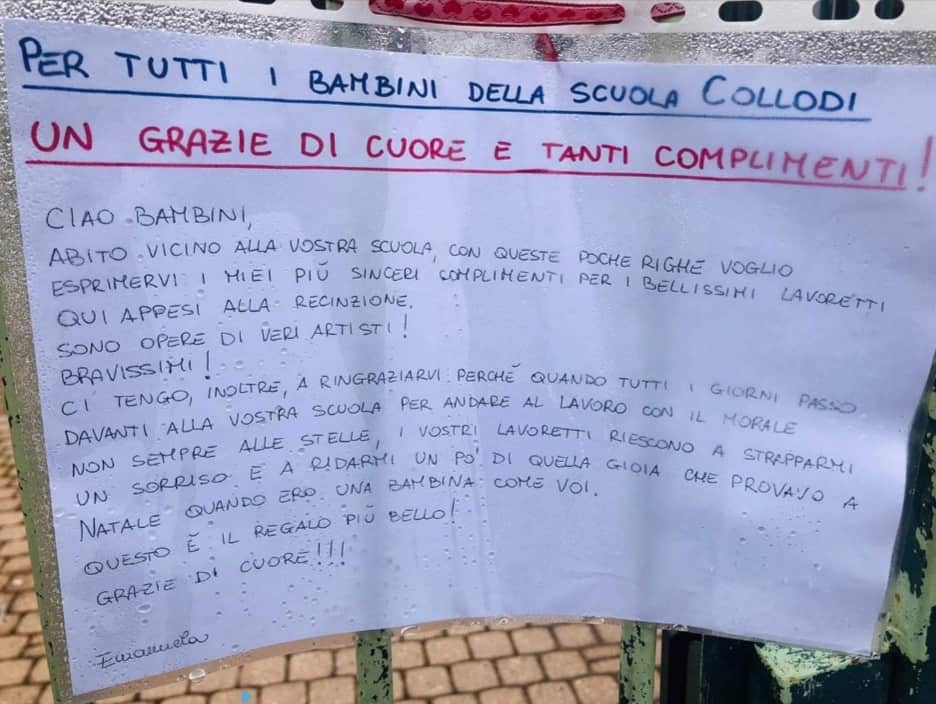 PER TUTTI I BAMBINI DELLA SCUOLA COLLODI
UN GRAZIE DI CUORE E TANTI COMPLIMENTI!
CIAO BAMBINI,
ABITO VICINO ALLA VOSTRA SCUOLA, CON QUESTE POCHE RIGHE VOGLIO
ESPRIMERVI I MIEI PIÙ SINCERI COMPLIMENTI PER I BELLISSIMI LAVORETTI
QUI APPESI ALLA RECINZIONE.
SONO OPERE DI VERI ARTISTI!
BRAVISSIMI!
CI TENGO, INOLTRE, A RINGRAZIARVI PERCHÉ QUANDO TUTTI I GIORNI PASSO
DAVANTI ALLA VOSTRA SCUOLA PER ANDARE AL LAVORO CON IL MORALE
NON SEMPRE ALLE STELLE, I VOSTRI LAVORETTI RIESCONO A STRAPPARMI
UN SORRISO E A RIDARMI UN PO' DI QUELLA GIOIA CHE PROVAVO A
NATALE QUANDO ERO UNA BAMBINA COME VOI.
QUESTO È IL REGALO PIÙ BELLO!
GRAZIE DI CUORE!!!
Emanuela